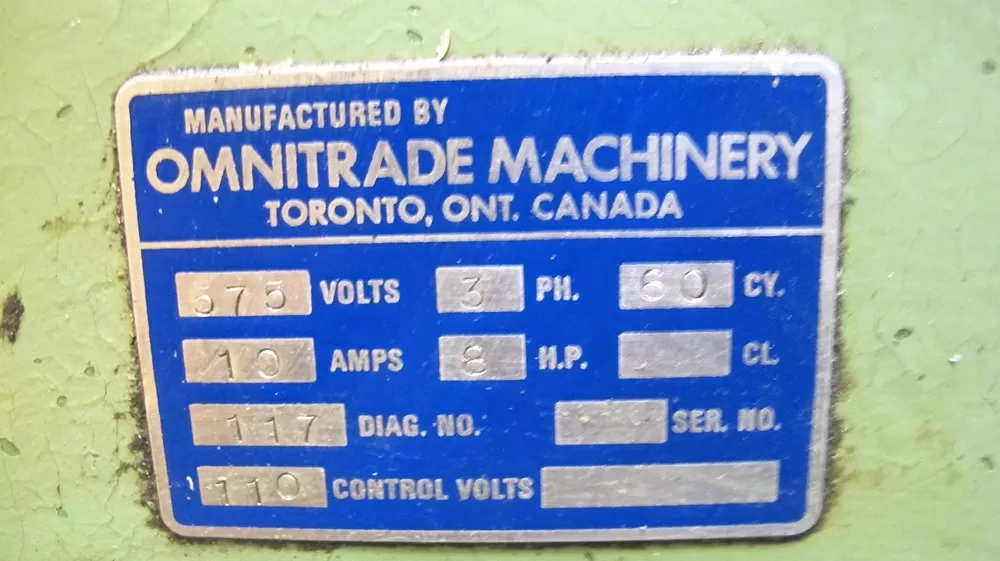 MANUFACTURED BY
OMNITRADE MACHINERY
TORONTO, ONT. CANADA
575 VOLTS 3 PH. 60 CY.
10 AMPS 8 H.P. CL.
117 DIAG. NO. SER. NO.
110 CONTROL VOLTS